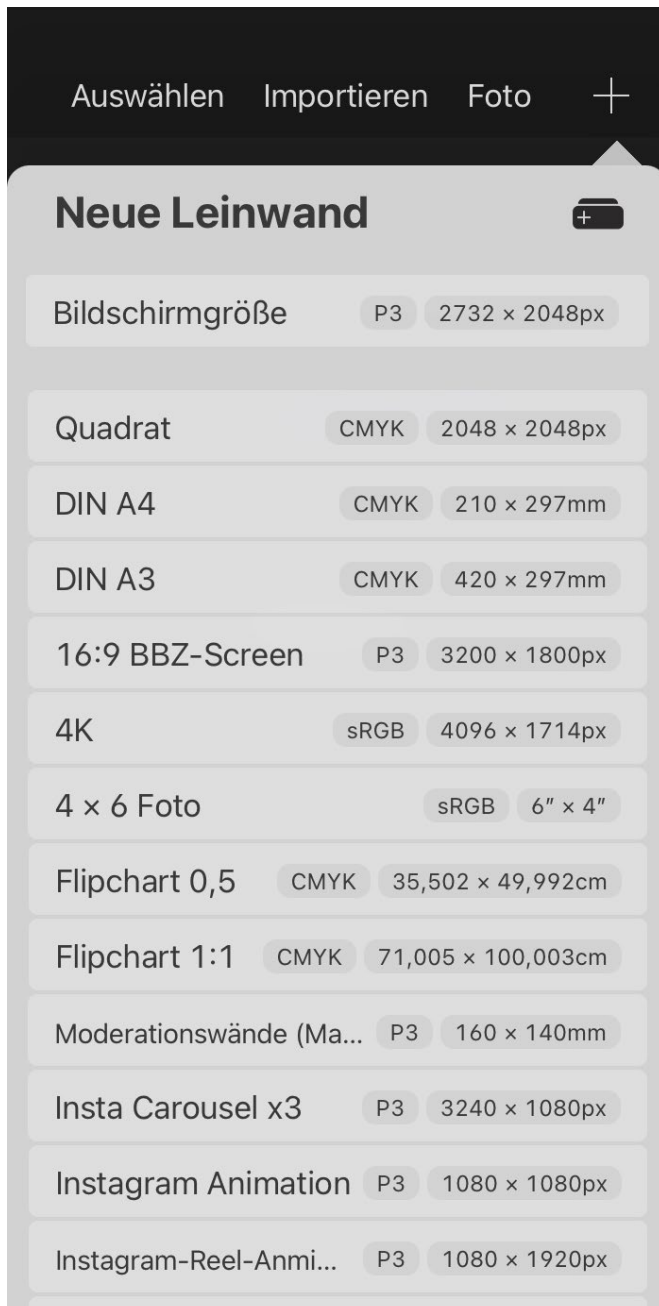 Auswählen Importieren Foto
Neue Leinwand
Bildschirmgröße P3 2732 × 2048px
Quadrat CMYK 2048 × 2048px
DIN A4 CMYK 210 × 297mm
DIN A3 CMYK 420 × 297mm
16:9 BBZ-Screen P3 3200 × 1800px
4K sRGB 4096 × 1714px
4 × 6 Foto sRGB 6″ × 4″
Flipchart 0,5 CMYK 35,502 × 49,992cm
Flipchart 1:1 CMYK 71,005 × 100,003cm
Moderationswände (Ma... P3 160 × 140mm
Insta Carousel x3 P3 3240 × 1080px
Instagram Animation P3 1080 × 1080px
Instagram-Reel-Anmi... P3 1080 × 1920px